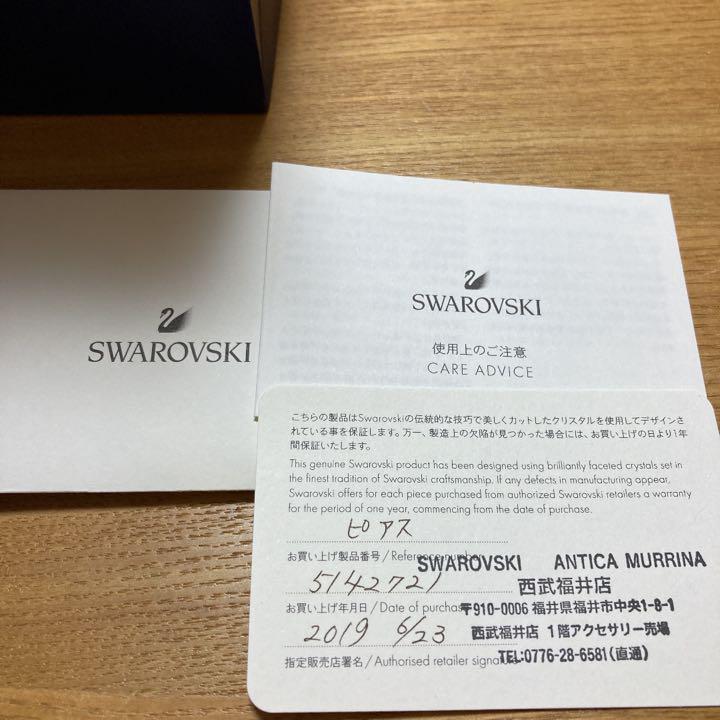 SWAROVSKI
SWAROVSKI
使用上のご注意
CARE ADVICE
こちらの製品はSwarovskiの伝統的な技巧で美しくカットしたクリスタルを使用してデザインさ
れている事を保証します。万一、製造上の欠陥が見つかった場合には、お買い上げの日より1年
間保証いたします。
This genuine Swarovski product has been designed using brilliantly faceted crystals set in
the finest tradition of Swarovski craftsmanship. If any defects in manufacturing appear,
Swarovski offers for each piece purchased from authorized Swarovski retailers a warranty
for the period of one year, commencing from the date of purchase.
ピアス
お買い上げ製品番号 / Reference number
SWAROVSKI ANTICA MURRINA
5142721
西武福井店
お買い上げ年月日 / Date of purchase
〒910-0006 福井県福井市中央1-8-1
2019 6/23
西武福井店 1階アクセサリー売場
指定販売店署名 / Authorised retailer signature
TEL:0776-28-6581(直通)